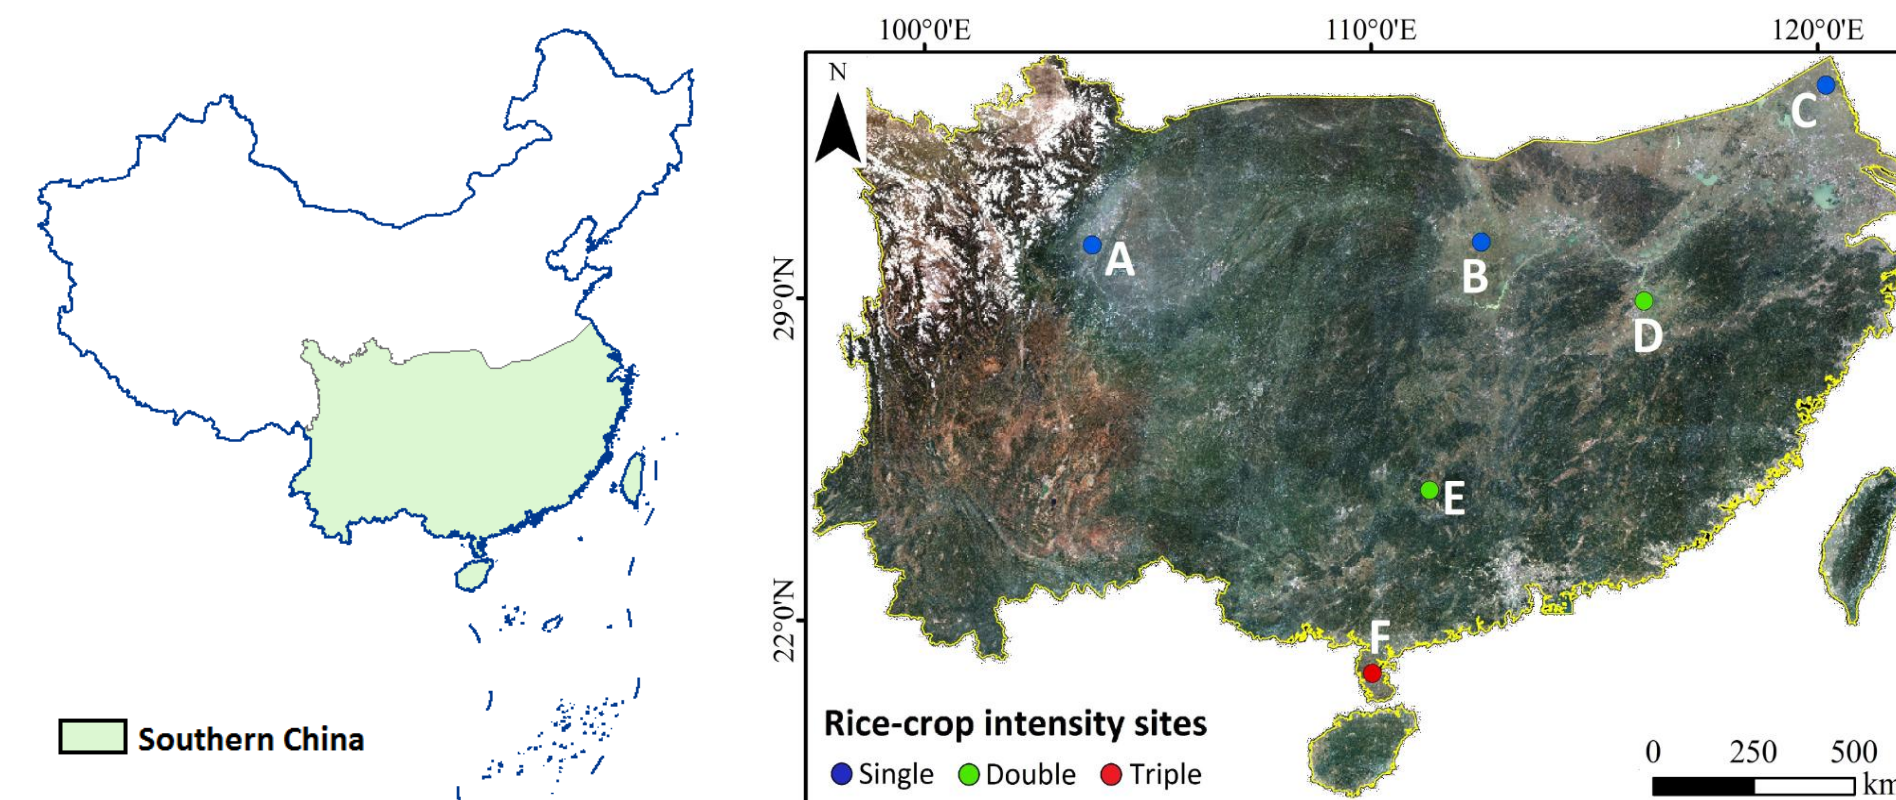 100°0'E 110°0'E 120°0'E
N
C
A
B
29°0'N
D
E
22°0'N
F
Southern China
Rice-crop intensity sites
Single Double Triple
0 250 500
km